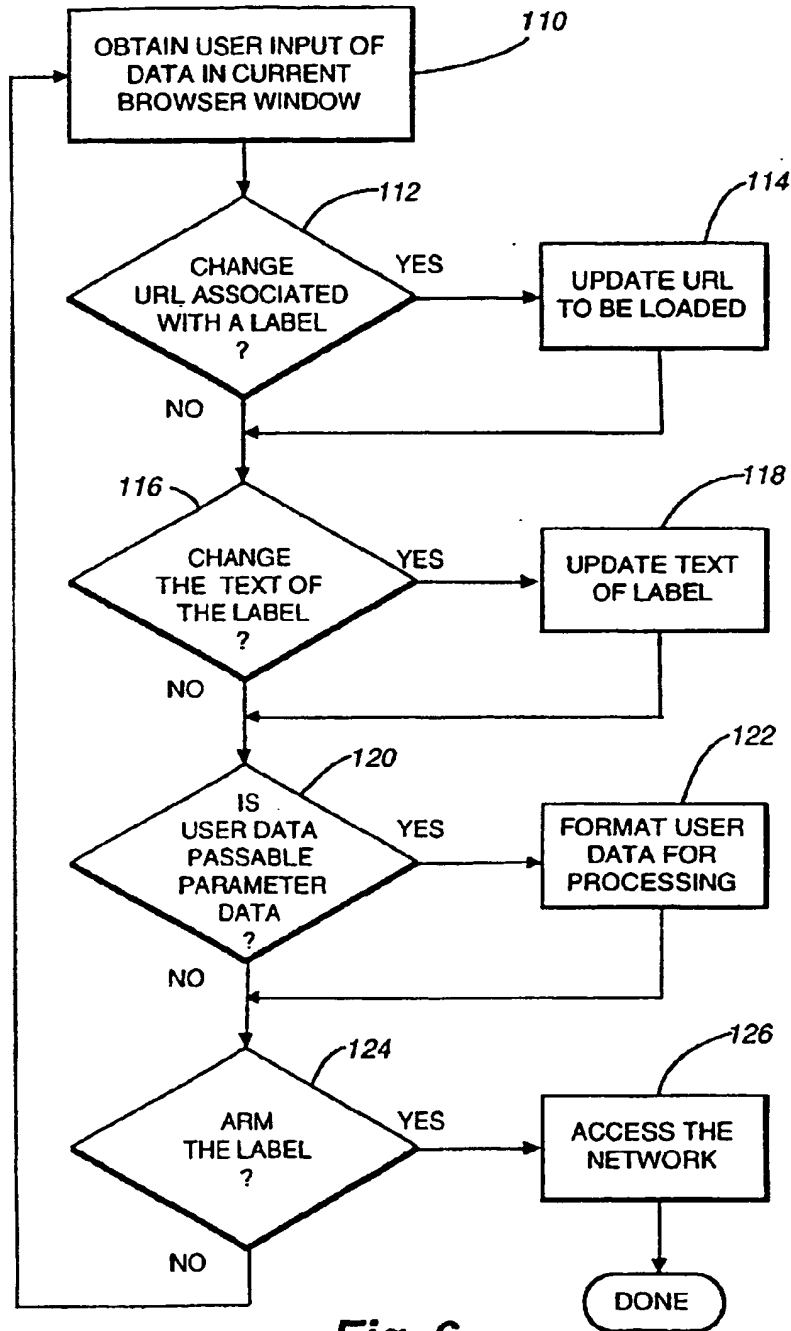 110
OBTAIN USER INPUT OF
DATA IN CURRENT
BROWSER WINDOW
112
CHANGE
URL ASSOCIATED
WITH A LABEL
?
YES
114
UPDATE URL
TO BE LOADED
NO
116
CHANGE
THE TEXT OF
THE LABEL
?
YES
118
UPDATE TEXT
OF LABEL
NO
120
IS
USER DATA
PASSABLE
PARAMETER
DATA
?
YES
122
FORMAT USER
DATA FOR
PROCESSING
NO
124
ARM
THE LABEL
?
YES
126
ACCESS THE
NETWORK
NO
DONE
Fig. 6